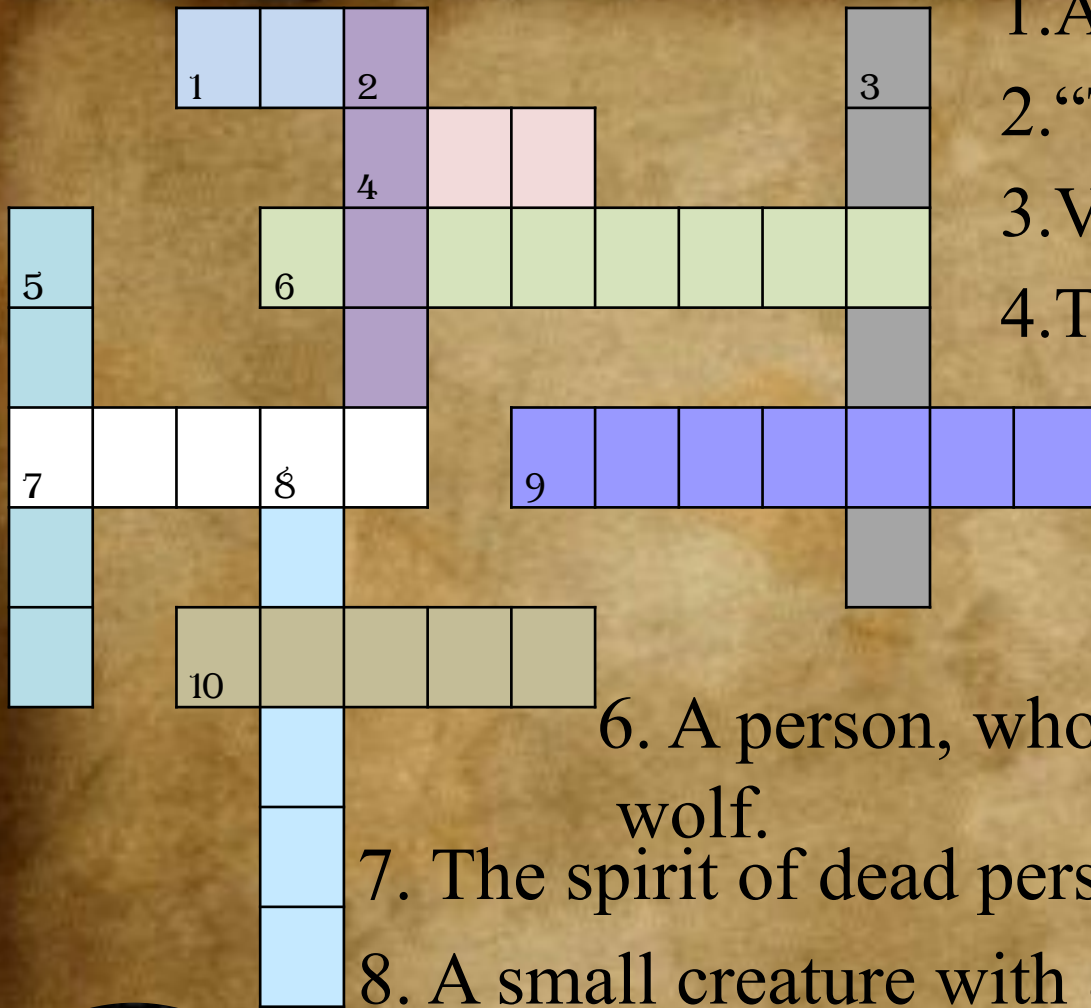 1.A
1 2 3
2.“
4
3.V
5 6
4.T
7 8 9
10
6. A person, who
wolf.
7. The spirit of dead pers
8. A small creature with